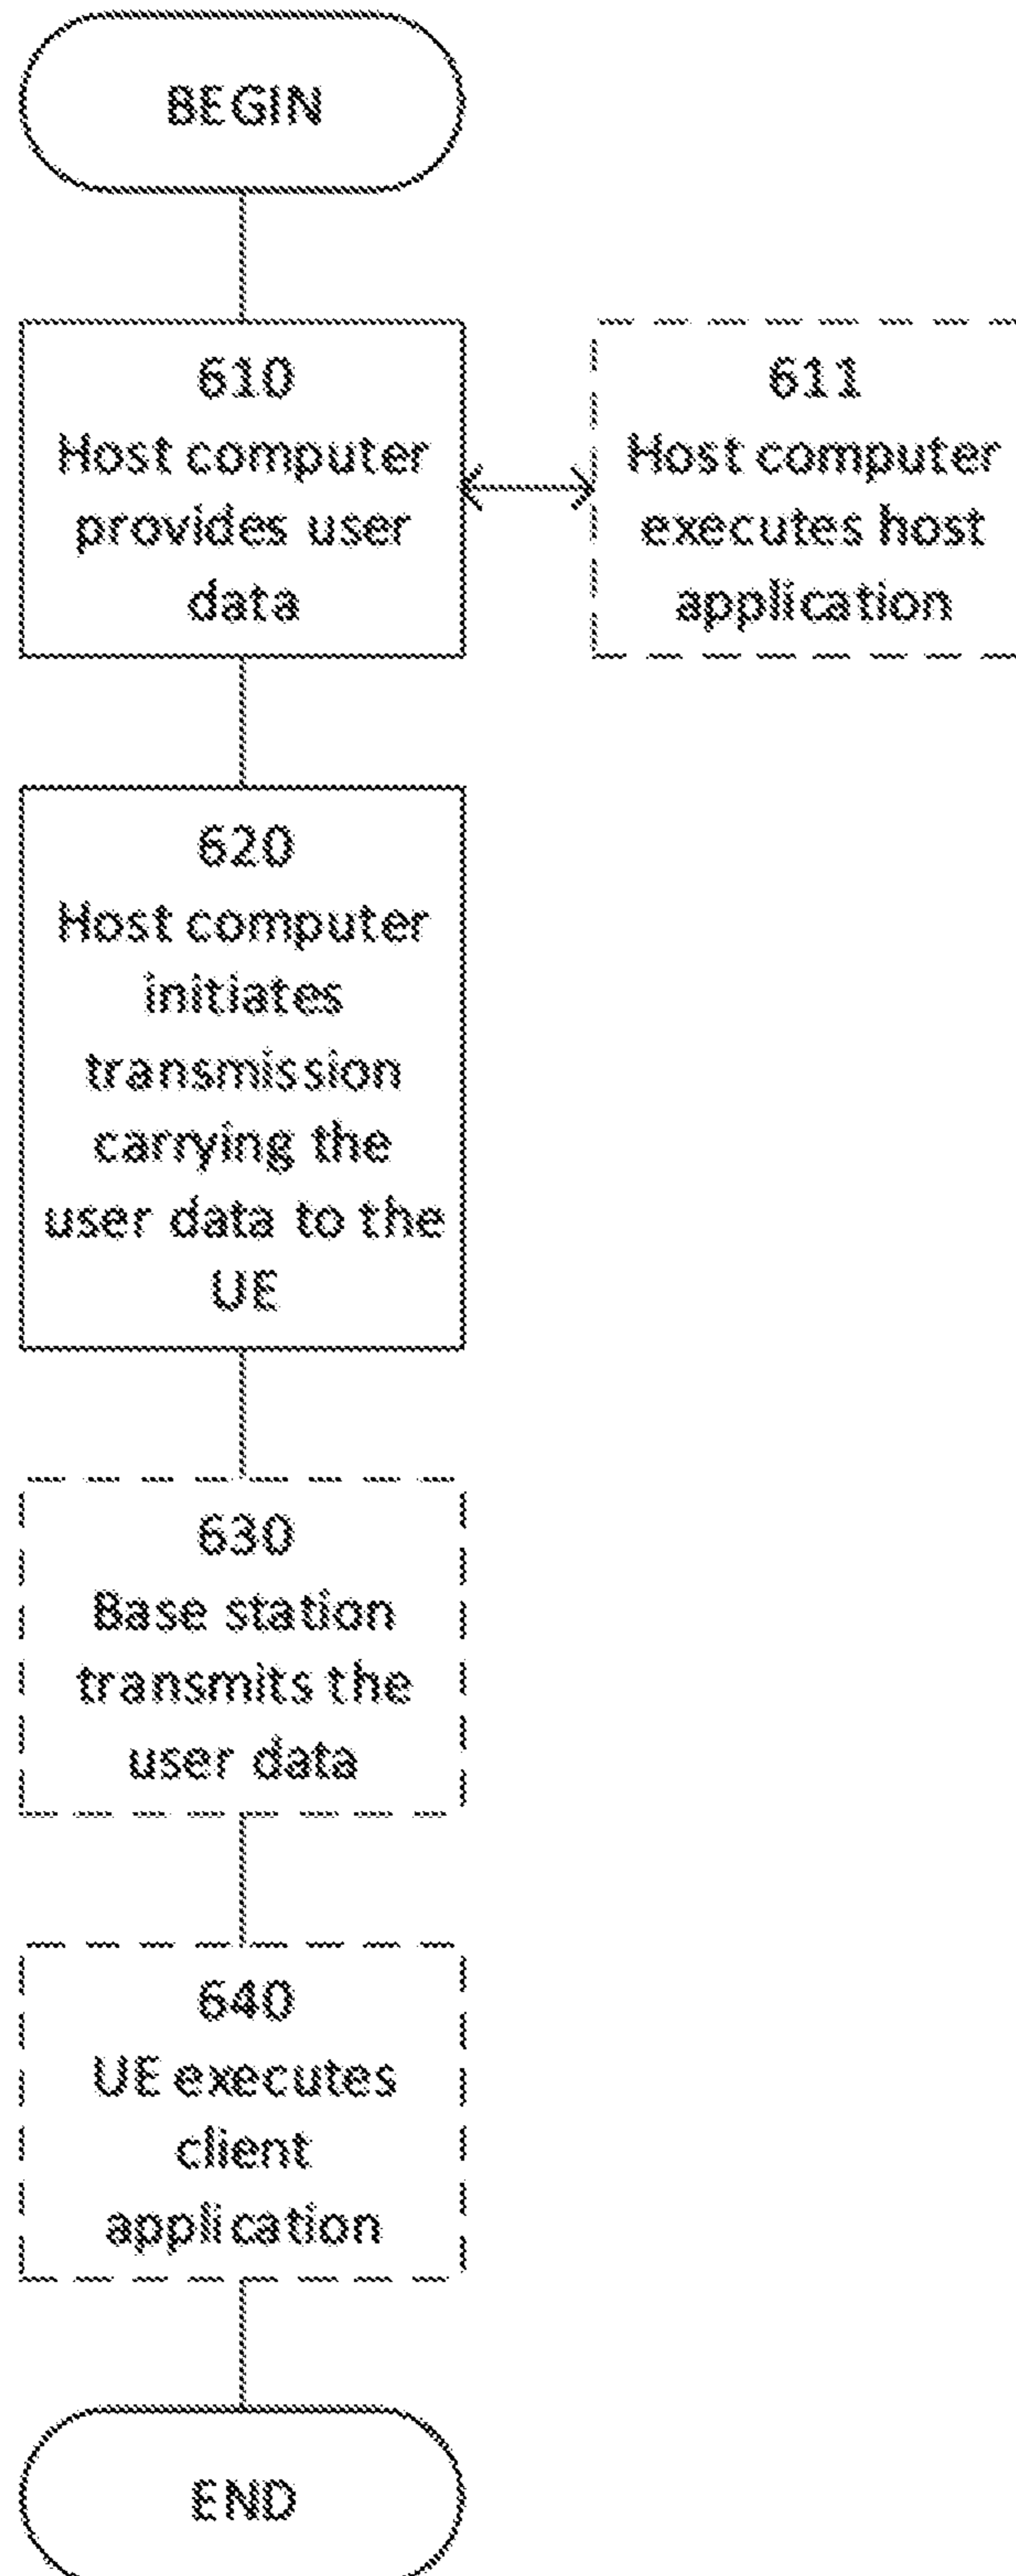 BEGIN
610
Host computer
provides user
data
611
Host computer
executes host
application
620
Host computer
initiates
transmission
carrying the
user data to the
UE
630
Base station
transmits the
user data
640
UE executes
client
application
END